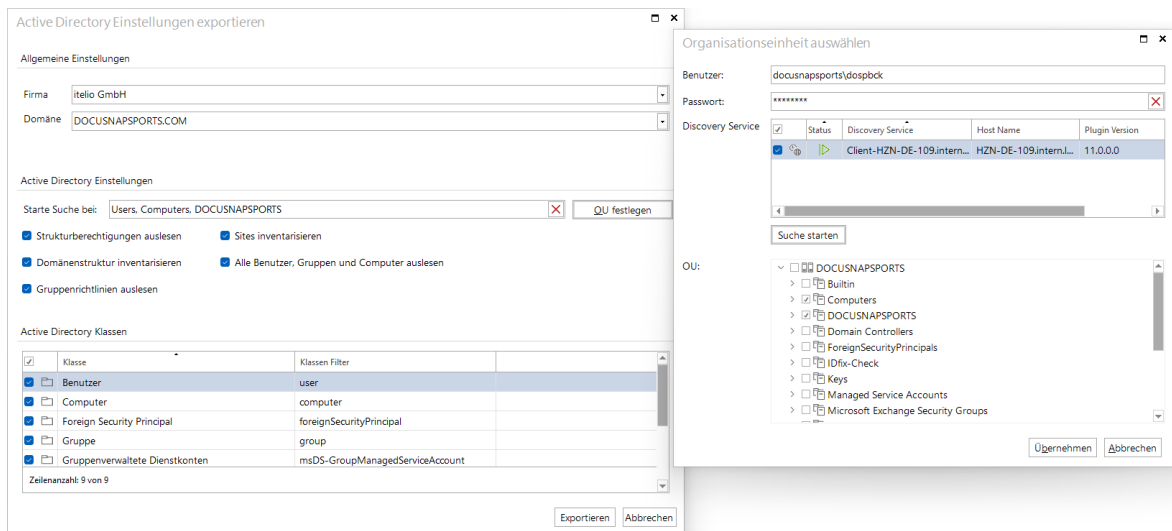 Active Directory Einstellungen exportieren
Allgemeine Einstellungen
Firma itelio GmbH
Domäne DOCUSNAPSPORTS.COM
Active Directory Einstellungen
Starte Suche bei: Users, Computers, DOCUSNAPSPORTS OU festlegen
Strukturberechtigungen auslesen Sites inventarisieren
Domänenstruktur inventarisieren Alle Benutzer, Gruppen und Computer auslesen
Gruppenrichtlinien auslesen
Active Directory Klassen
Klasse Klassen Filter
Benutzer user
Computer computer
Foreign Security Principal foreignSecurityPrincipal
Gruppe group
Gruppenverwaltete Dienstkonten msDS-GroupManagedServiceAccount
Zeilenanzahl: 9 von 9
Exportieren Abbrechen
Organisationseinheit auswählen
Benutzer: docusnapsports\dospbck
Passwort: ********
Discovery Service Status Discovery Service Host Name Plugin Version
Client-HZN-DE-109.intern... HZN-DE-109.intern.l... 11.0.0.0
Suche starten
OU: DOCUSNAPSPORTS
Builtin
Computers
DOCUSNAPSPORTS
Domain Controllers
ForeignSecurityPrincipals
IDfix-Check
Keys
Managed Service Accounts
Microsoft Exchange Security Groups
Übernehmen Abbrechen